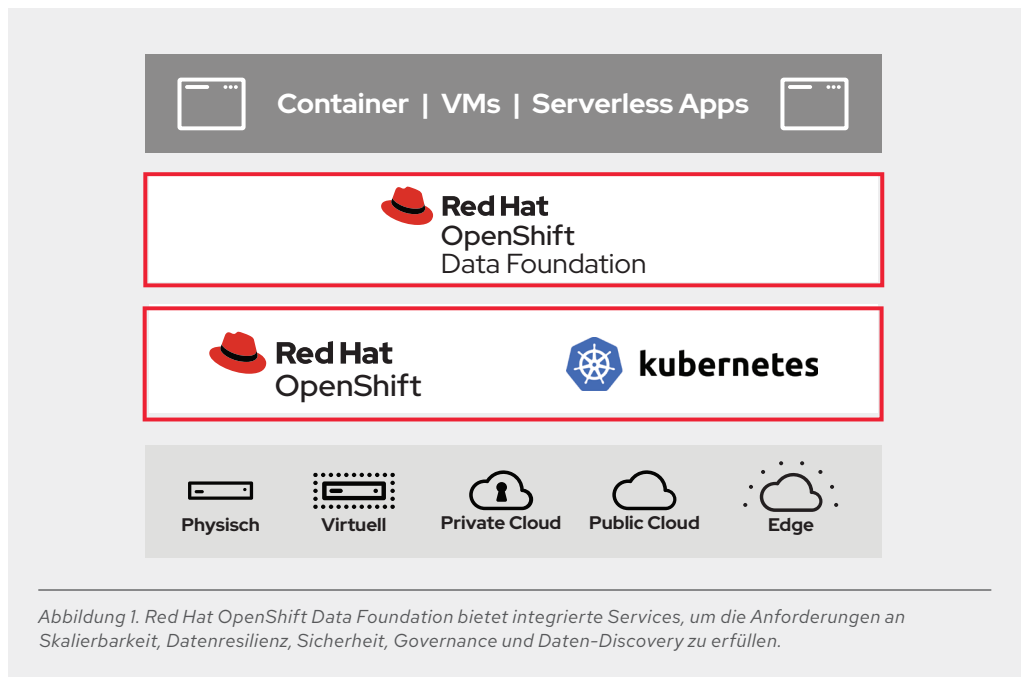 Container | VMs | Serverless Apps
Red Hat
OpenShift
Data Foundation
Red Hat
OpenShift
kubernetes
Physisch
Virtuell
Private Cloud
Public Cloud
Edge
Abbildung 1. Red Hat OpenShift Data Foundation bietet integrierte Services, um die Anforderungen an
Skalierbarkeit, Datenresilienz, Sicherheit, Governance und Daten-Discovery zu erfüllen.